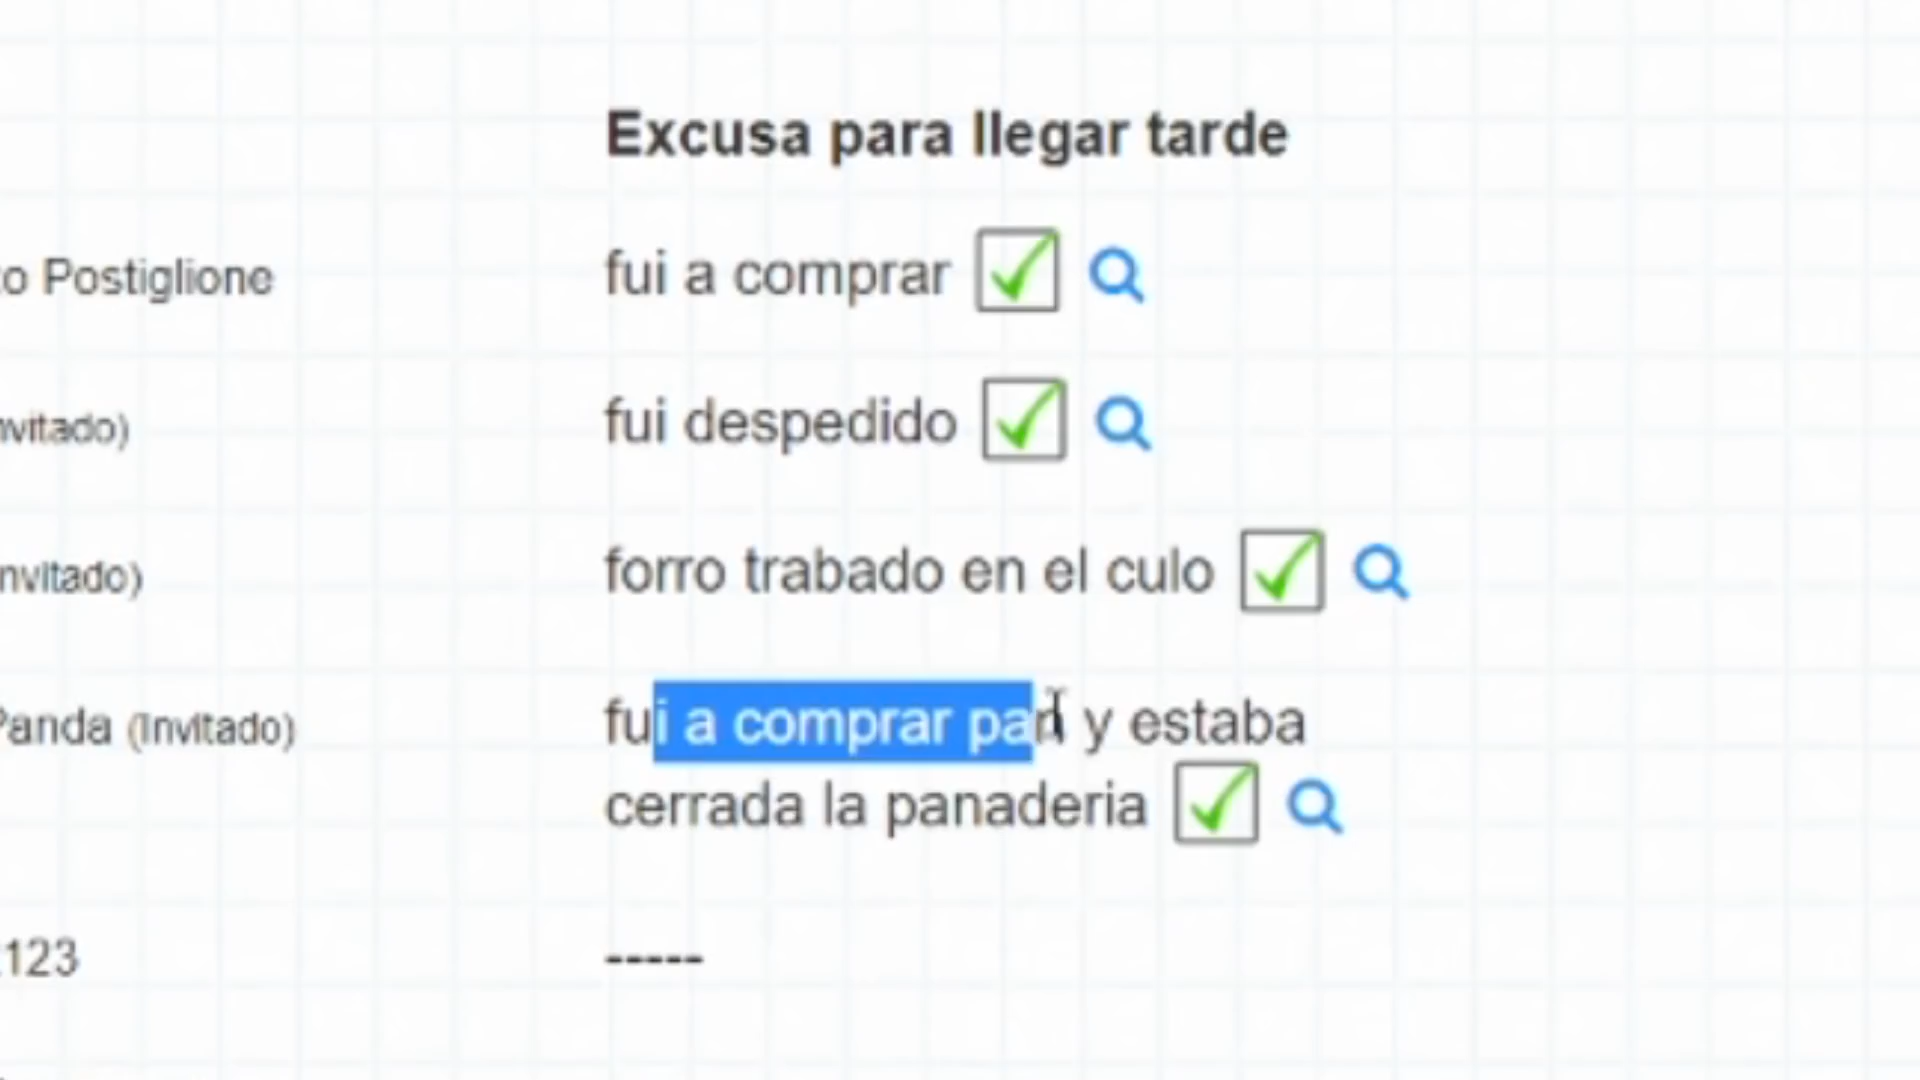 Excusa para llegar tarde
o Postiglione fui a comprar
nvitado) fui despedido
nvitado) forro trabado en el culo
Panda (Invitado) fui a comprar pan y estaba
cerrada la panaderia
123 -----